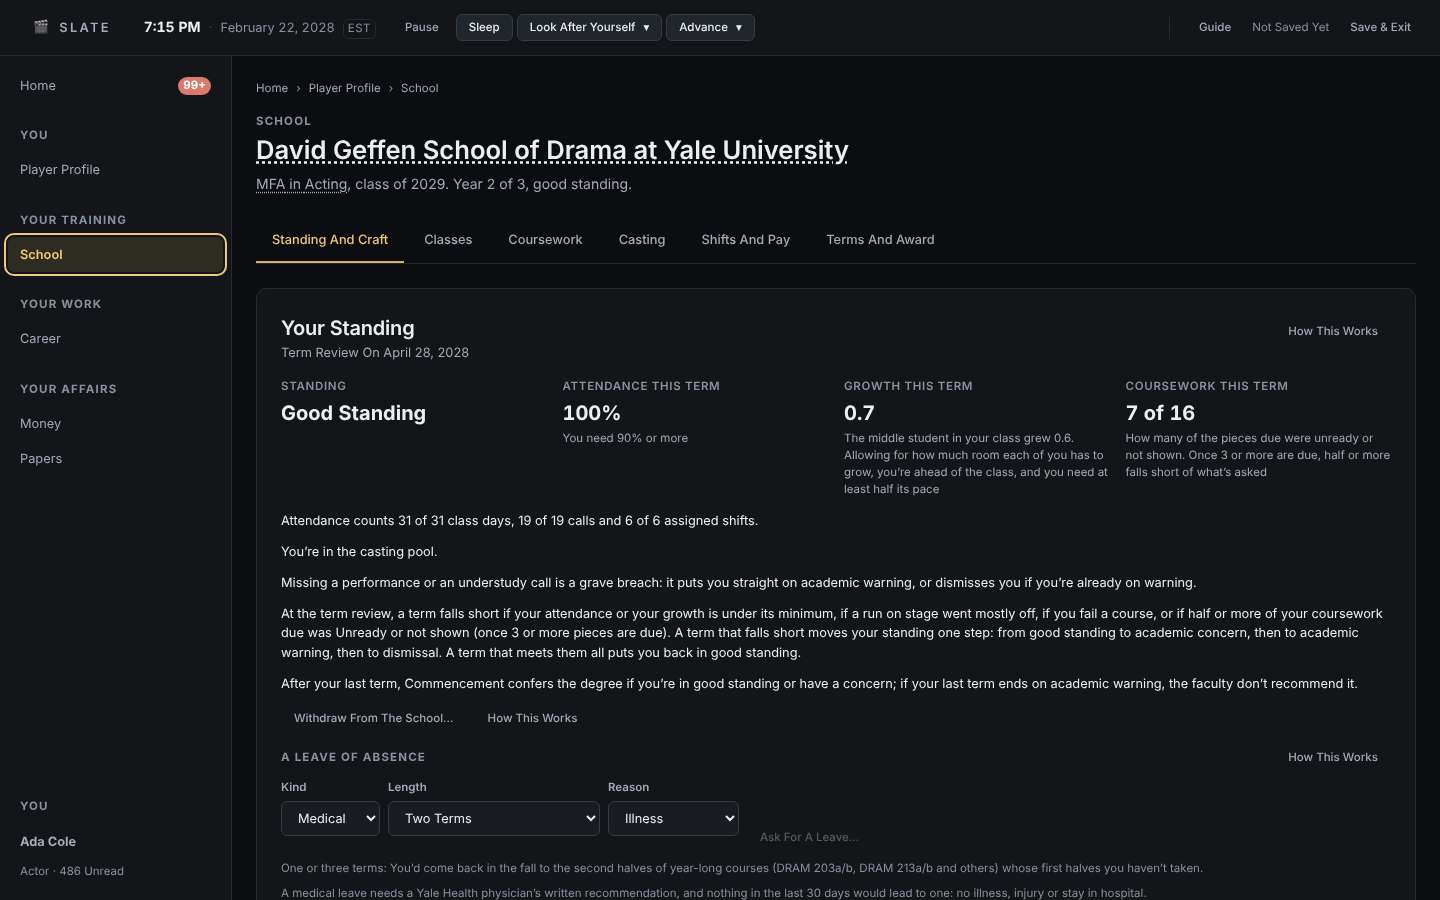 SLATE
7:15 PM · February 22, 2028 EST
Pause
Sleep
Look After Yourself ▾
Advance ▾
Guide
Not Saved Yet
Save & Exit
Home
99+
YOU
Player Profile
YOUR TRAINING
School
YOUR WORK
Career
YOUR AFFAIRS
Money
Papers
YOU
Ada Cole
Actor · 486 Unread
Home › Player Profile › School
SCHOOL
David Geffen School of Drama at Yale University
MFA in Acting, class of 2029. Year 2 of 3, good standing.
Standing And Craft
Classes
Coursework
Casting
Shifts And Pay
Terms And Award
Your Standing
How This Works
Term Review On April 28, 2028
STANDING
Good Standing
ATTENDANCE THIS TERM
100%
You need 90% or more
GROWTH THIS TERM
0.7
The middle student in your class grew 0.6.
Allowing for how much room each of you has to
grow, you’re ahead of the class, and you need at
least half its pace
COURSEWORK THIS TERM
7 of 16
How many of the pieces due were unready or
not shown. Once 3 or more are due, half or more
falls short of what’s asked
Attendance counts 31 of 31 class days, 19 of 19 calls and 6 of 6 assigned shifts.
You’re in the casting pool.
Missing a performance or an understudy call is a grave breach: it puts you straight on academic warning, or dismisses you if you’re already on warning.
At the term review, a term falls short if your attendance or your growth is under its minimum, if a run on stage went mostly off, if you fail a course, or if half or more of your coursework
due was Unready or not shown (once 3 or more pieces are due). A term that falls short moves your standing one step: from good standing to academic concern, then to academic
warning, then to dismissal. A term that meets them all puts you back in good standing.
After your last term, Commencement confers the degree if you’re in good standing or have a concern; if your last term ends on academic warning, the faculty don’t recommend it.
Withdraw From The School...
How This Works
A LEAVE OF ABSENCE
How This Works
Kind
Length
Reason
Medical
Two Terms
Illness
Ask For A Leave...
One or three terms: You’d come back in the fall to the second halves of year-long courses (DRAM 203a/b, DRAM 213a/b and others) whose first halves you haven’t taken.
A medical leave needs a Yale Health physician’s written recommendation, and nothing in the last 30 days would lead to one: no illness, injury or stay in hospital.